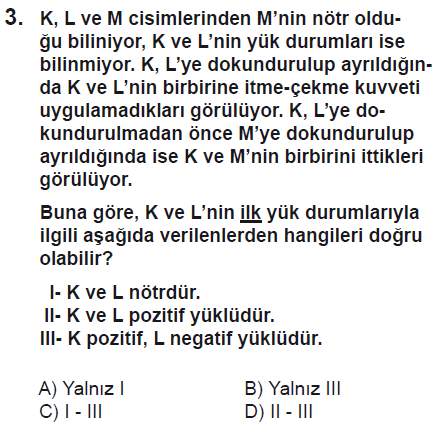 3. K, L ve M cisimlerinden M’nin nötr oldu-
ğu biliniyor, K ve L’nin yük durumları ise
bilinmiyor. K, L’ye dokundurulup ayrıldığın-
da K ve L’nin birbirine itme-çekme kuvveti
uygulamadıkları görülüyor. K, L’ye do-
kundurulmadan önce M’ye dokundurulup
ayrıldığında ise K ve M’nin birbirini ittikleri
görülüyor.
Buna göre, K ve L’nin ilk yük durumlarıyla
ilgili aşağıda verilenlerden hangileri doğru
olabilir?
I- K ve L nötrdür.
II- K ve L pozitif yüklüdür.
III- K pozitif, L negatif yüklüdür.
A) Yalnız I B) Yalnız III
C) I - III D) II - III